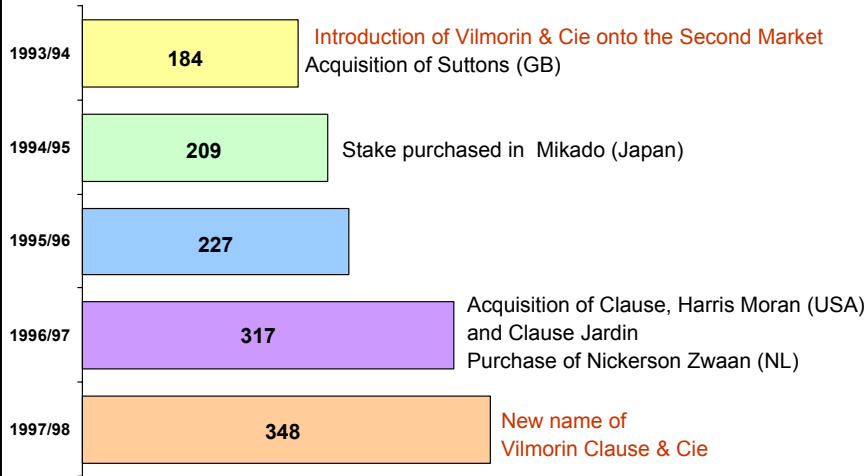 1993/94
184
Introduction of Vilmorin & Cie onto the Second Market
Acquisition of Suttons (GB)
1994/95
209
Stake purchased in Mikado (Japan)
1995/96
227
1996/97
317
Acquisition of Clause, Harris Moran (USA)
and Clause Jardin
Purchase of Nickerson Zwaan (NL)
1997/98
348
New name of
Vilmorin Clause & Cie